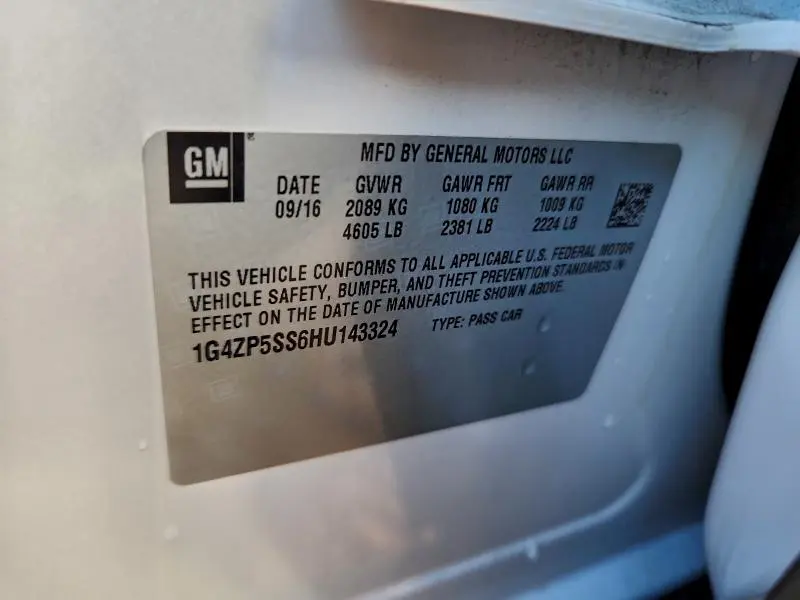 GM
MFD BY GENERAL MOTORS LLC
DATE GVWR GAWR FRT GAWR RR
09/16 2089 KG 1080 KG 1009 KG
4605 LB 2381 LB 2224 LB
THIS VEHICLE CONFORMS TO ALL APPLICABLE U.S. FEDERAL MOTOR
VEHICLE SAFETY, BUMPER, AND THEFT PREVENTION STANDARDS IN
EFFECT ON THE DATE OF MANUFACTURE SHOWN ABOVE.
1G4ZP5SS6HU143324 TYPE: PASS CAR